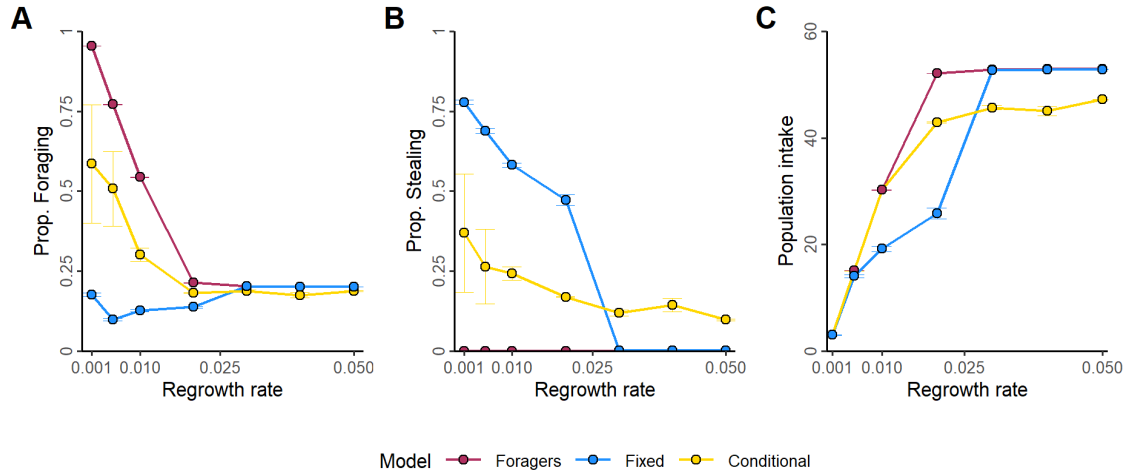 A
B
C
Prop. Foraging
1
0.75
0.5
0.25
0
0.001 0.010 0.025 0.050
Regrowth rate
Prop. Stealing
1
0.75
0.5
0.25
0
0.001 0.010 0.025 0.050
Regrowth rate
Population intake
60
40
20
0
0.001 0.010 0.025 0.050
Regrowth rate
Model Foragers Fixed Conditional